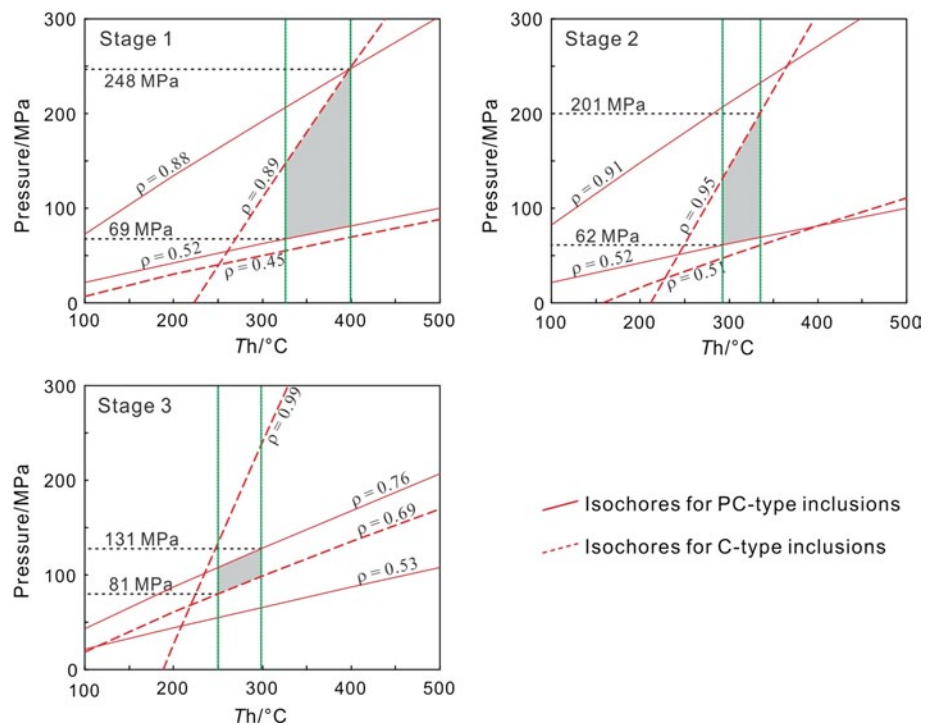 Stage 1
300
248 MPa
200
ρ = 0.88
ρ = 0.89
100
69 MPa
ρ = 0.52
ρ = 0.45
0
100
200
300
400
500
Pressure/MPa
Th/°C
Stage 2
300
201 MPa
200
ρ = 0.91
ρ = 0.95
100
62 MPa
ρ = 0.52
ρ = 0.51
0
100
200
300
400
500
Pressure/MPa
Th/°C
Stage 3
300
ρ = 0.99
200
ρ = 0.76
131 MPa
ρ = 0.69
100
81 MPa
ρ = 0.53
0
100
200
300
400
500
Pressure/MPa
Th/°C
Isochores for PC-type inclusions
Isochores for C-type inclusions